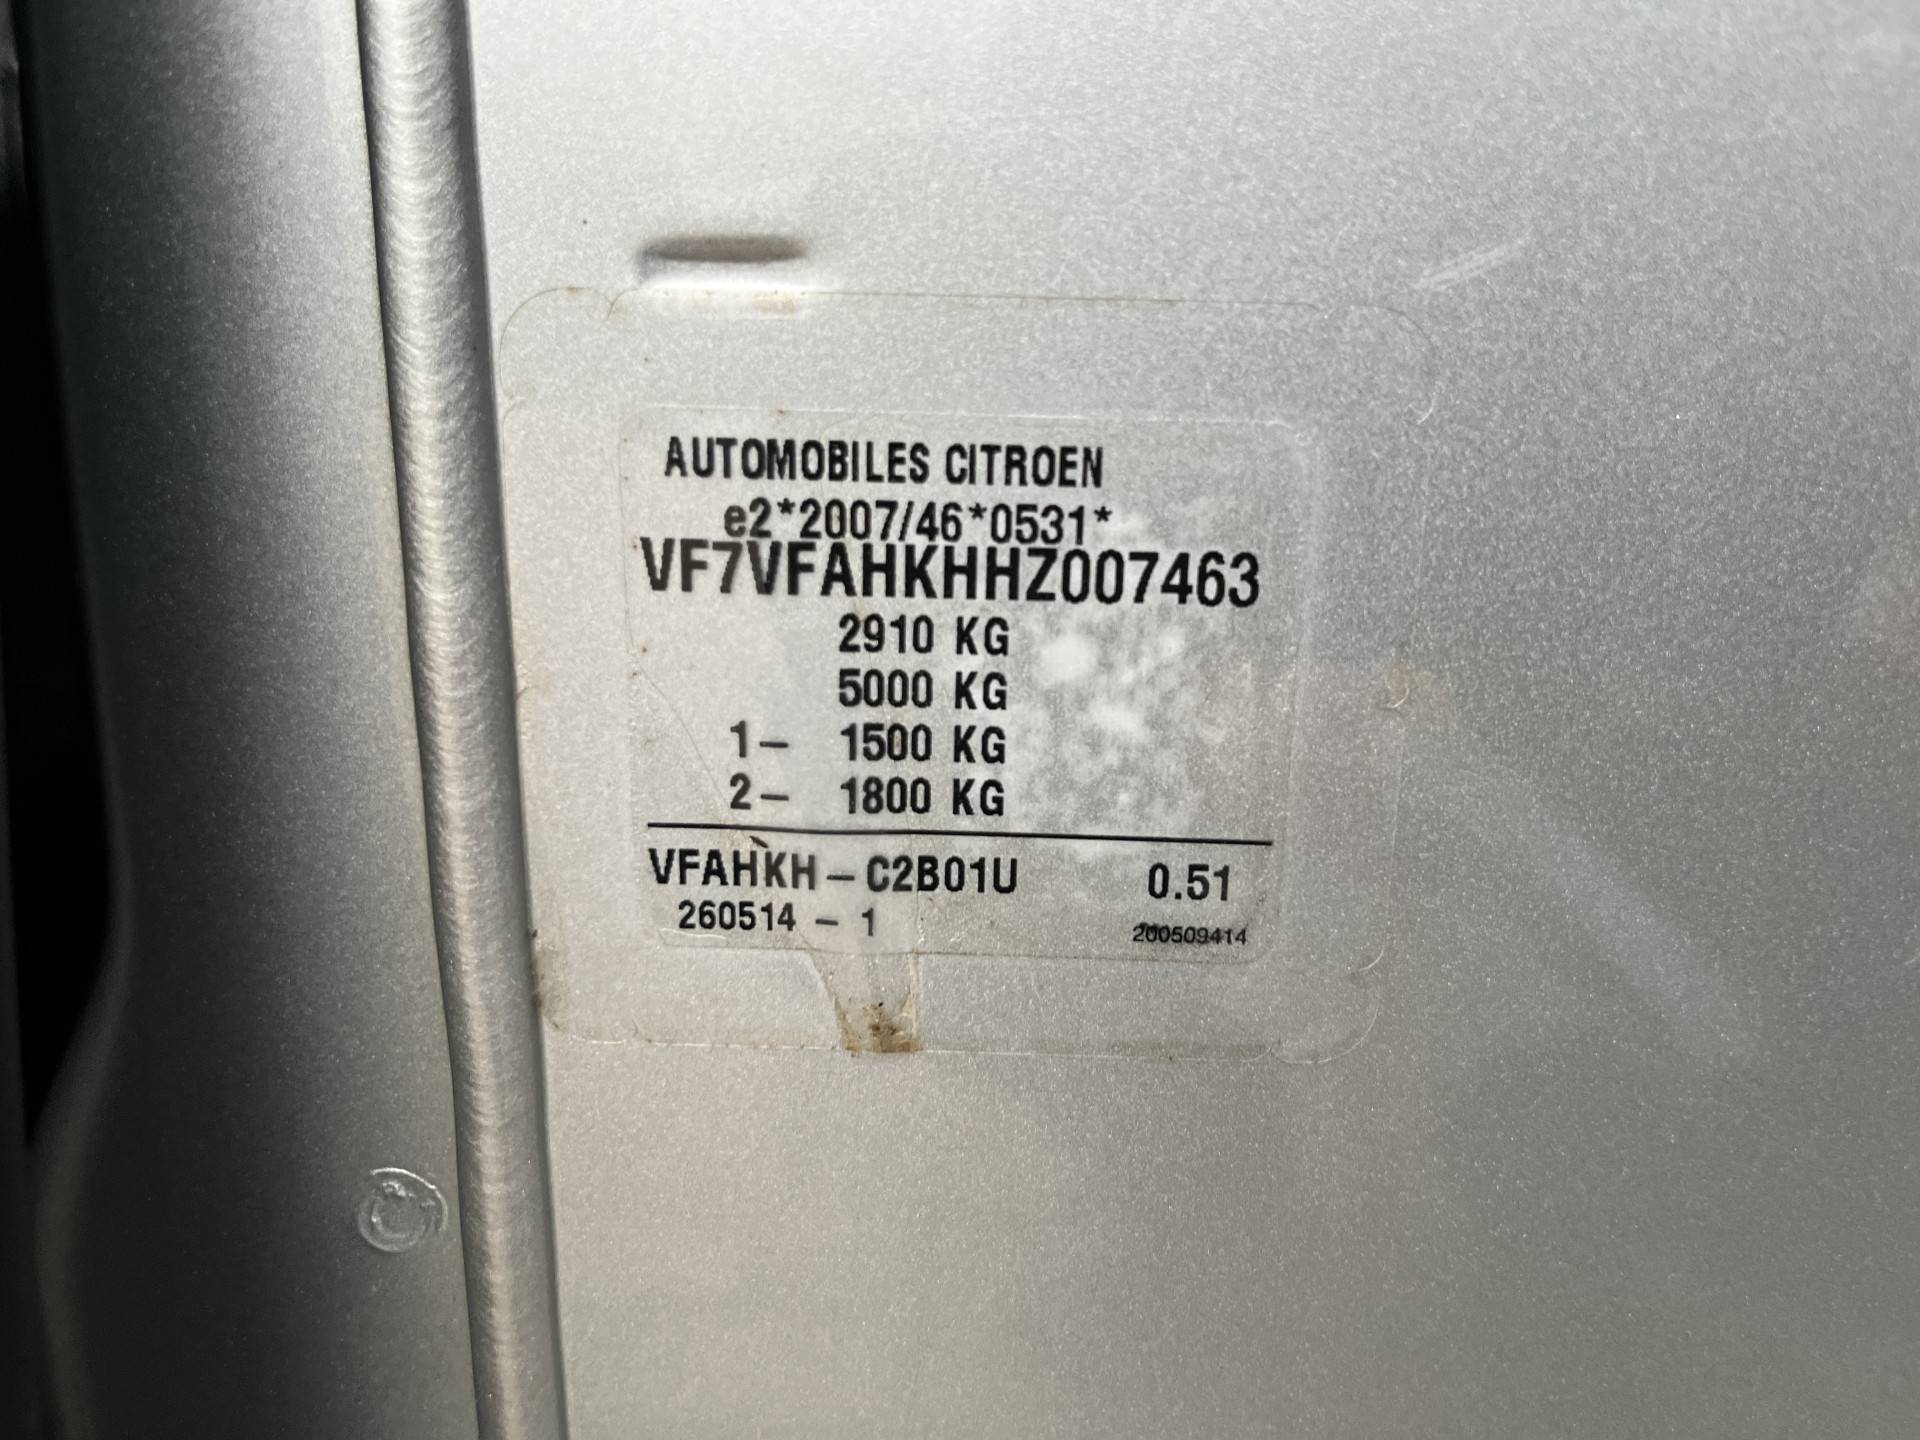 AUTOMOBILES CITROEN
e2*2007/46*0531*
VF7VFAHKHHZ007463
2910 KG
5000 KG
1- 1500 KG
2- 1800 KG
VFAHKH-C2B01U 0.51
260514 - 1 200509414